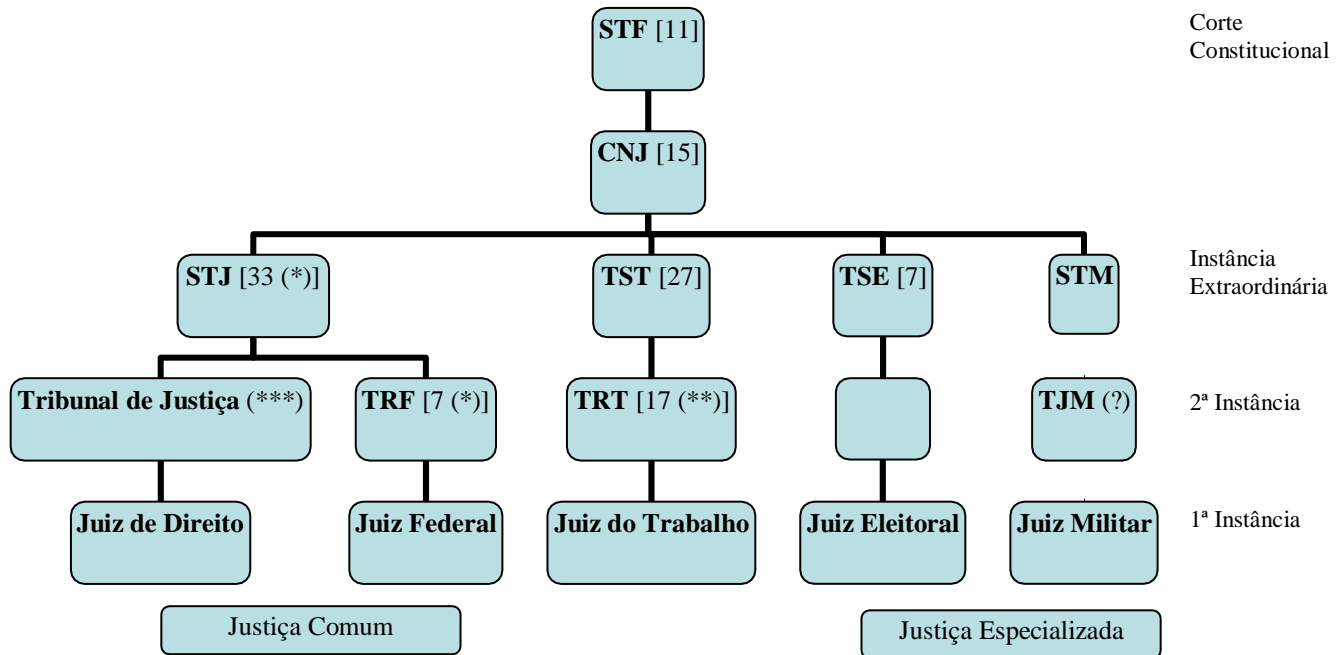 STF [11]
Corte
Constitucional
CNJ [15]
STJ [33 (*)]
TST [27]
TSE [7]
STM
Instância
Extraordinária
Tribunal de Justiça (***)
TRF [7 (*)]
TRT [17 (**)]
TJM (?)
2ª Instância
Juiz de Direito
Juiz Federal
Juiz do Trabalho
Juiz Eleitoral
Juiz Militar
1ª Instância
Justiça Comum
Justiça Especializada